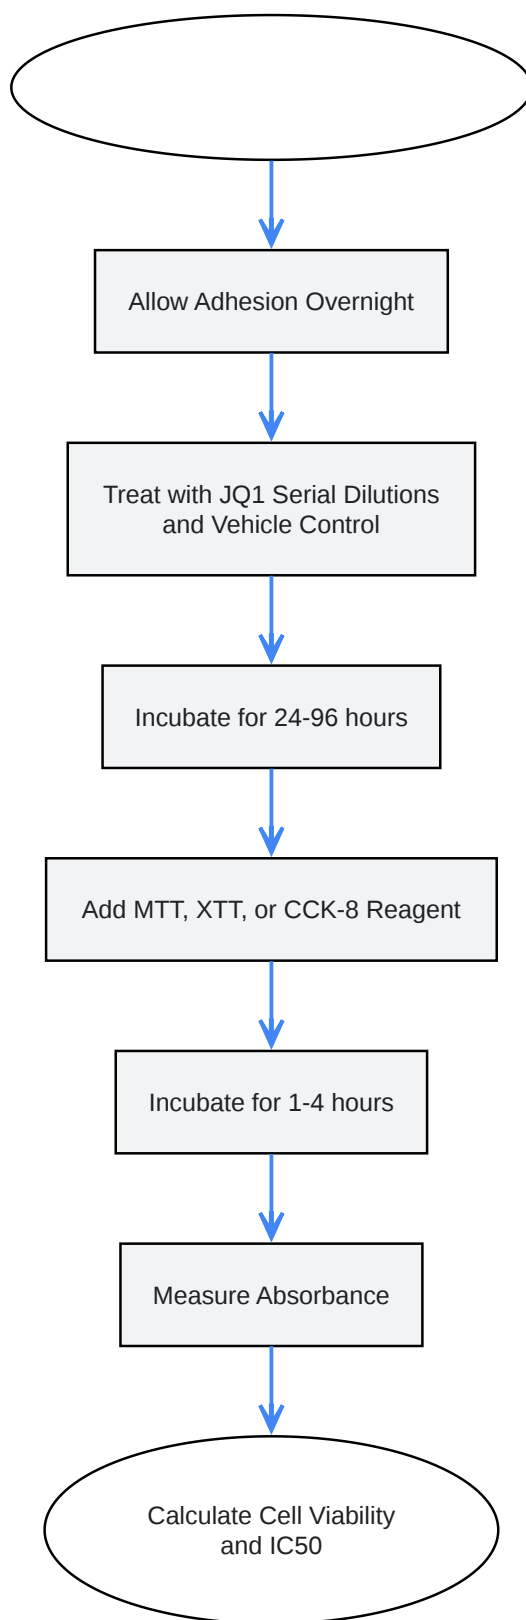 Allow Adhesion Overnight
Treat with JQ1 Serial Dilutions
and Vehicle Control
Incubate for 24-96 hours
Add MTT, XTT, or CCK-8 Reagent
Incubate for 1-4 hours
Measure Absorbance
Calculate Cell Viability
and IC50